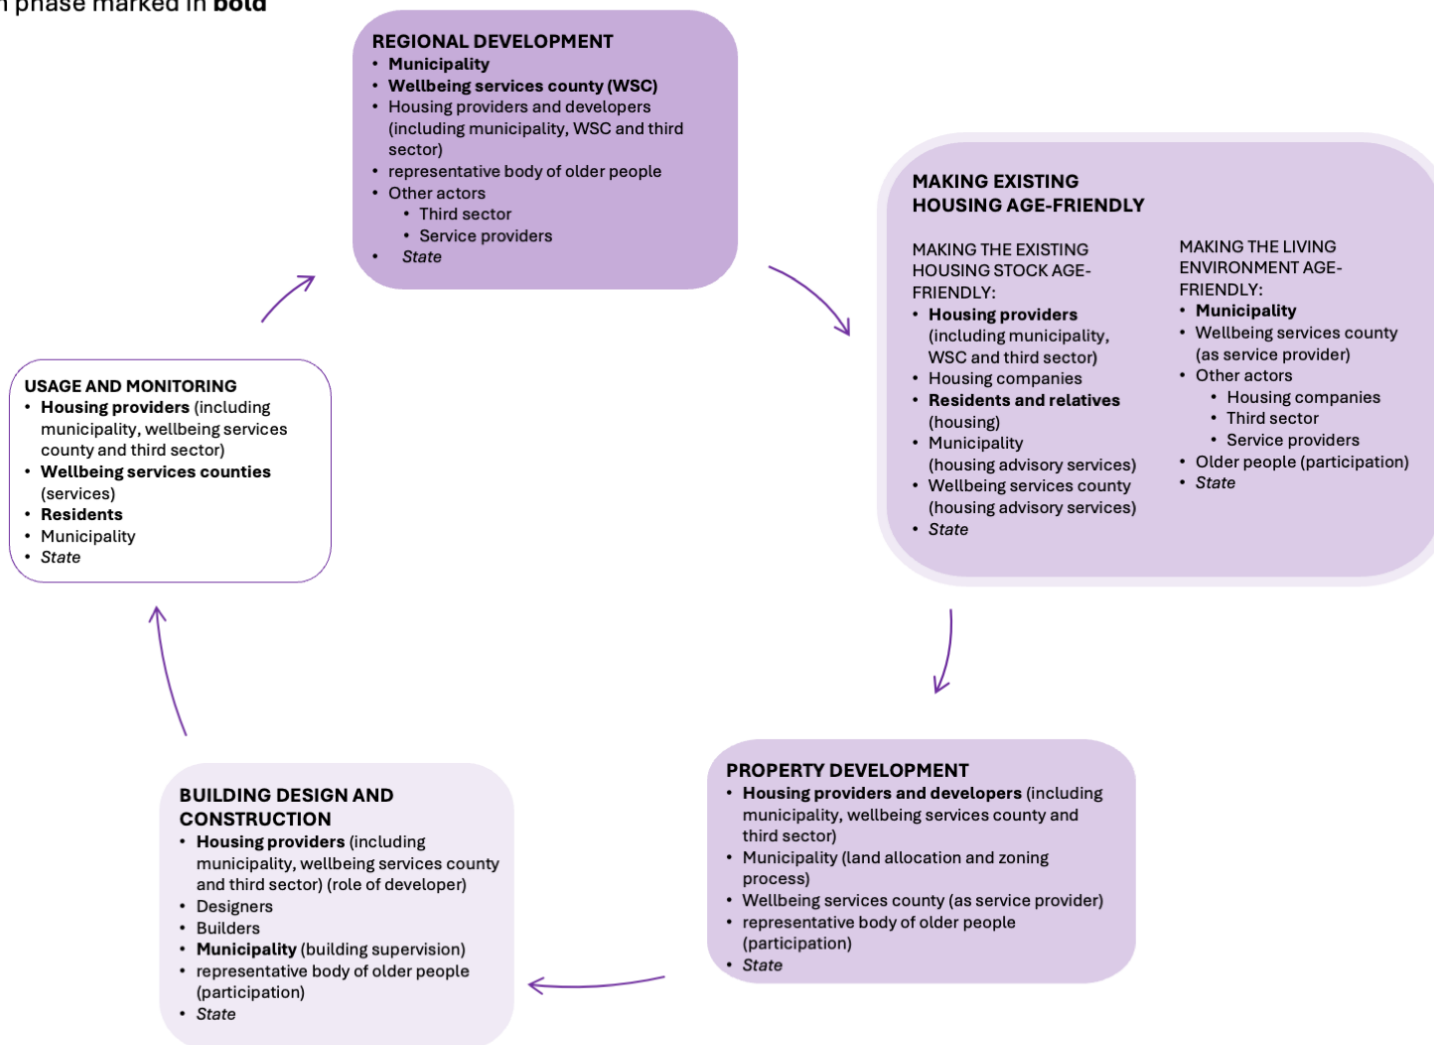 phase marked in bold
REGIONAL DEVELOPMENT
• Municipality
• Wellbeing services county (WSC)
• Housing providers and developers
(including municipality, WSC and third
sector)
• representative body of older people
• Other actors
• Third sector
• Service providers
• State
MAKING EXISTING
HOUSING AGE-FRIENDLY
MAKING THE EXISTING
HOUSING STOCK AGE-
FRIENDLY:
• Housing providers
(including municipality,
WSC and third sector)
• Housing companies
• Residents and relatives
(housing)
• Municipality
(housing advisory services)
• Wellbeing services county
(housing advisory services)
• State
MAKING THE LIVING
ENVIRONMENT AGE-
FRIENDLY:
• Municipality
• Wellbeing services county
(as service provider)
• Other actors
• Housing companies
• Third sector
• Service providers
• Older people (participation)
• State
PROPERTY DEVELOPMENT
• Housing providers and developers (including
municipality, wellbeing services county and
third sector)
• Municipality (land allocation and zoning
process)
• Wellbeing services county (as service provider)
• representative body of older people
(participation)
• State
BUILDING DESIGN AND
CONSTRUCTION
• Housing providers (including
municipality, wellbeing services county
and third sector) (role of developer)
• Designers
• Builders
• Municipality (building supervision)
• representative body of older people
(participation)
• State
USAGE AND MONITORING
• Housing providers (including
municipality, wellbeing services
county and third sector)
• Wellbeing services counties
(services)
• Residents
• Municipality
• State